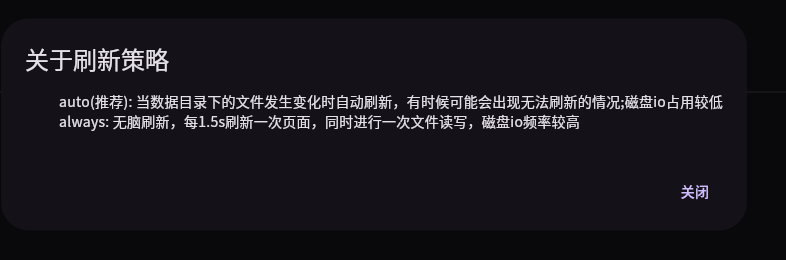 关于刷新策略
auto(推荐): 当数据目录下的文件发生变化时自动刷新，有时候可能会出现无法刷新的情况;磁盘io占用较低
always: 无脑刷新，每1.5s刷新一次页面，同时进行一次文件读写，磁盘io频率较高
关闭